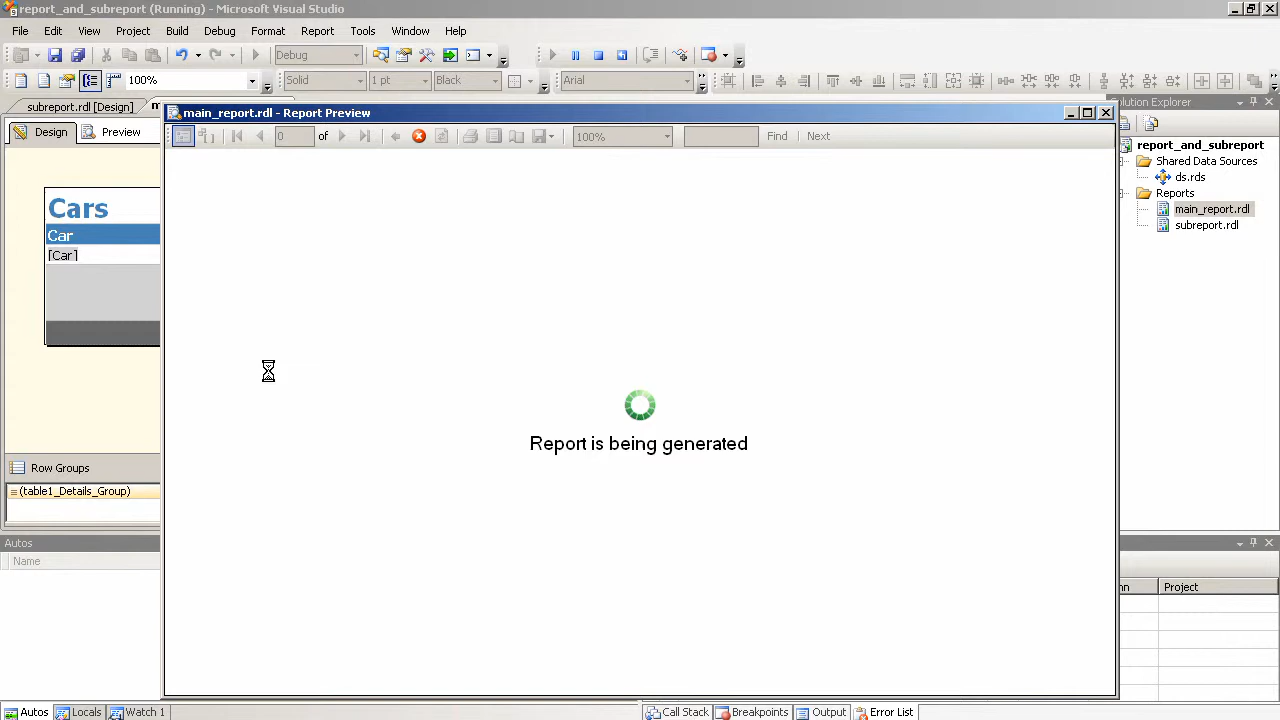 report_and_subreport (Running) - Microsoft Visual Studio
File Edit View Project Build Debug Format Report Tools Window Help
Debug
100% Solid 1 pt Black Arial
subreport.rdl [Design] m
Design Preview
main_report.rdl - Report Preview
0 of 100% Find Next
Cars
Car
[Car]
Report is being generated
Row Groups
(table1_Details_Group)
olution Explorer
report_and_subreport
Shared Data Sources
ds.rds
Reports
main_report.rdl
subreport.rdl
Autos
Name
mn Project
Autos Locals Watch 1 Call Stack Breakpoints Output Error List